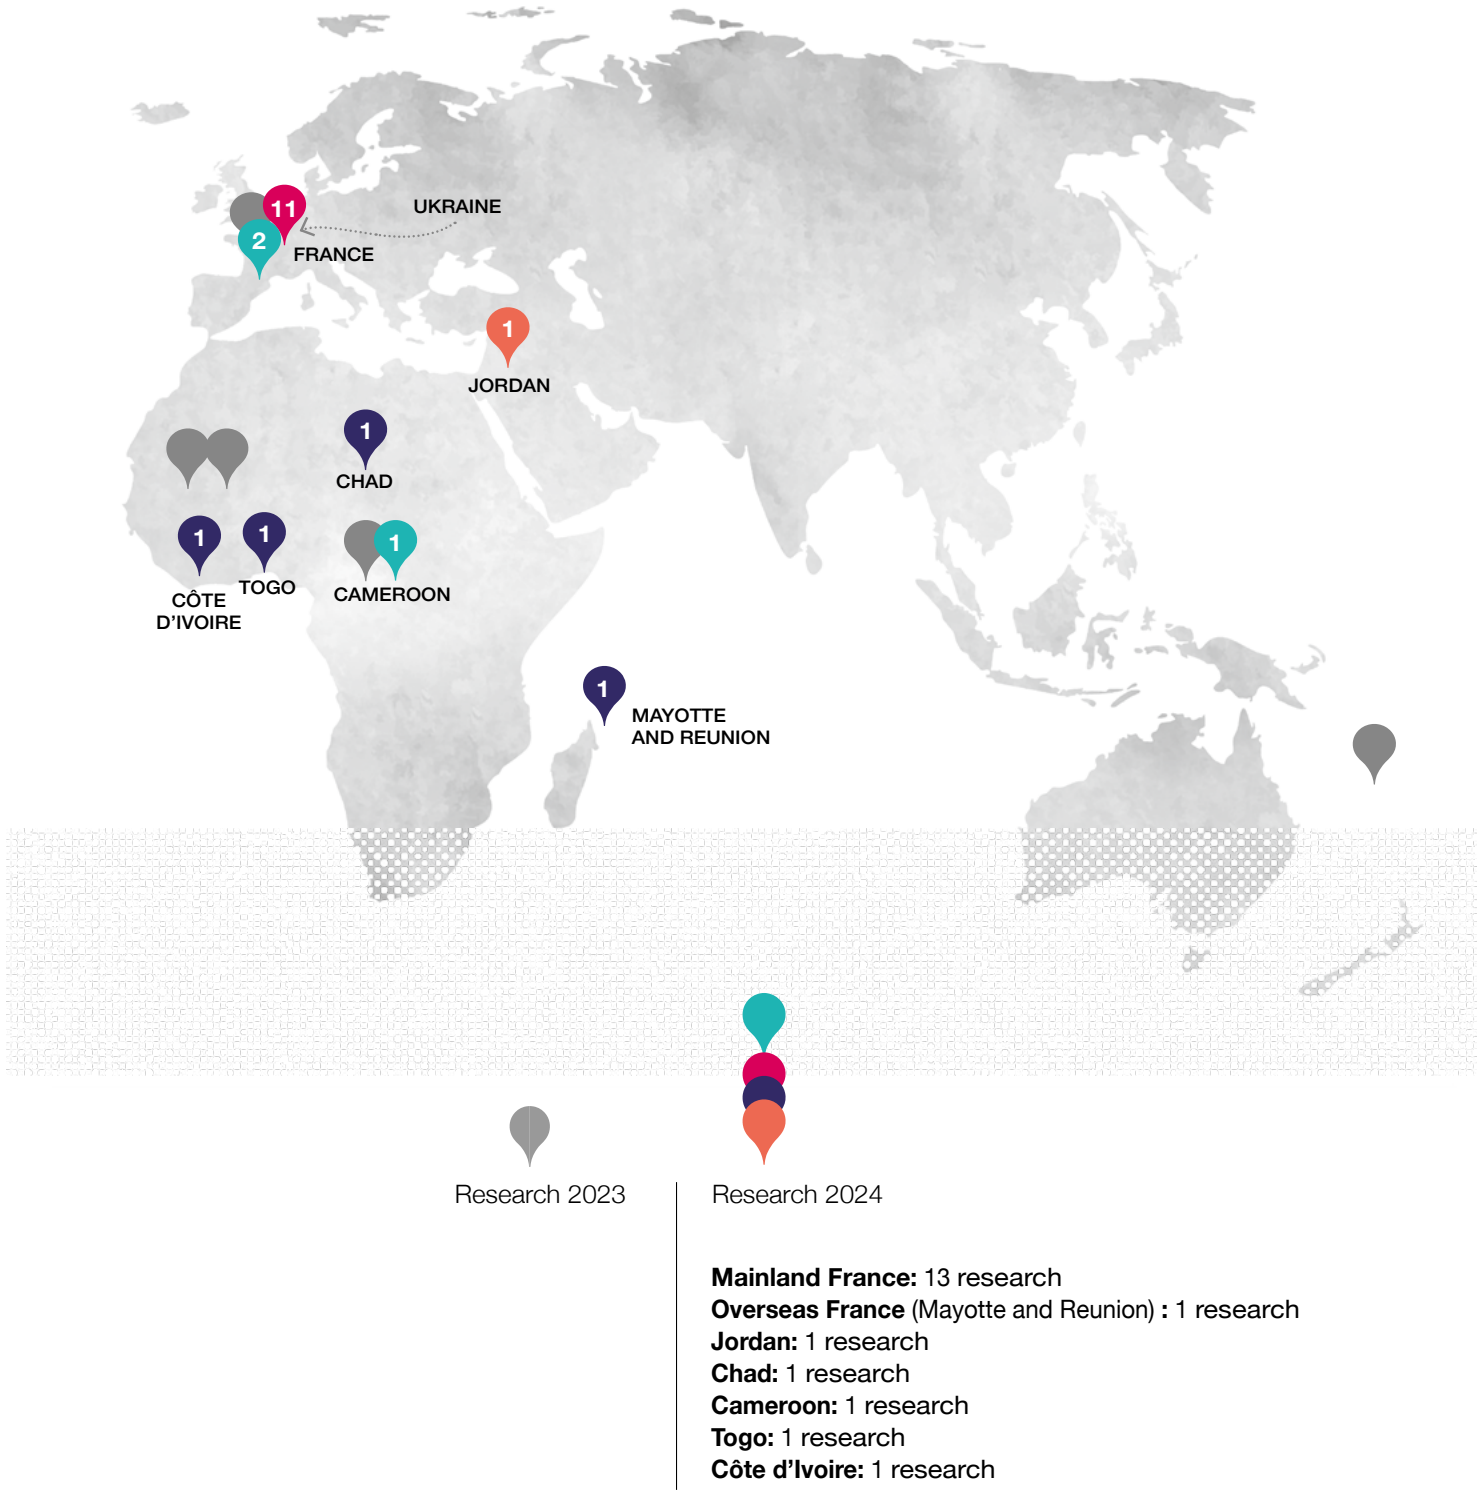 11
UKRAINE
2
FRANCE
1
JORDAN
1
CHAD
1
1
1
TOGO
CAMEROON
CÔTE
D'IVOIRE
1
MAYOTTE
AND REUNION
Research 2023
Research 2024
Mainland France: 13 research
Overseas France (Mayotte and Reunion) : 1 research
Jordan: 1 research
Chad: 1 research
Cameroon: 1 research
Togo: 1 research
Côte d'Ivoire: 1 research